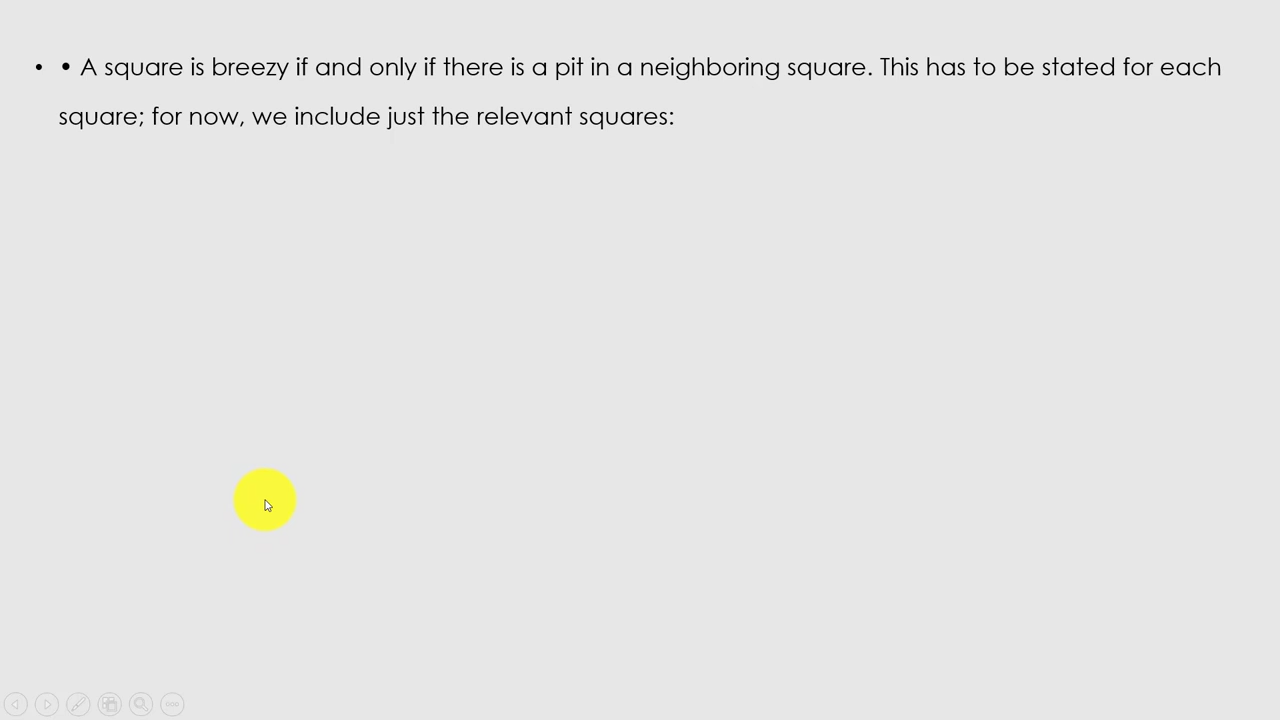 • • A square is breezy if and only if there is a pit in a neighboring square. This has to be stated for each
square; for now, we include just the relevant squares: